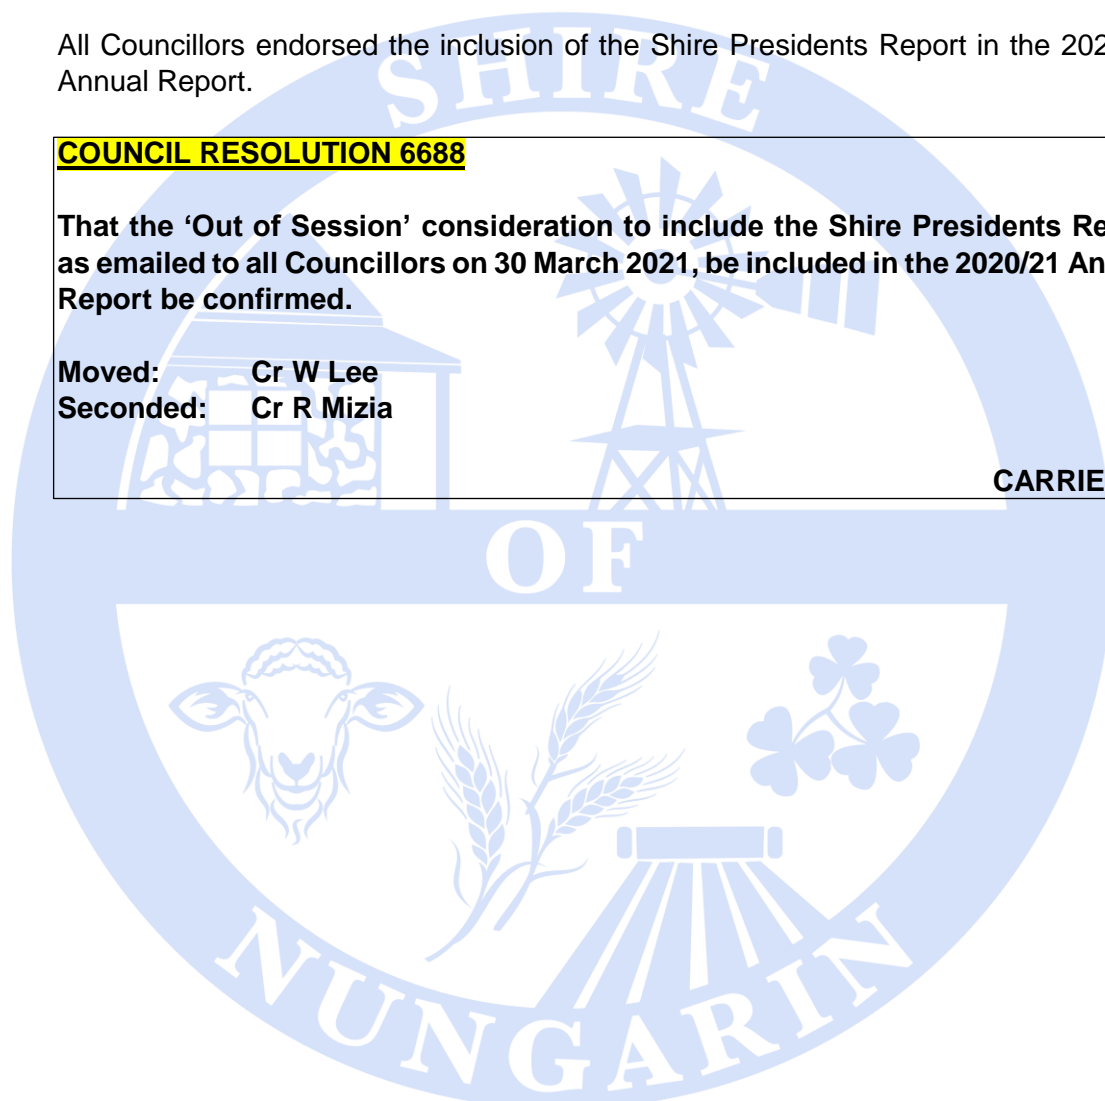 All Councillors endorsed the inclusion of the Shire Presidents Report in the 202
Annual Report.
COUNCIL RESOLUTION 6688
That the ‘Out of Session’ consideration to include the Shire Presidents Re
as emailed to all Councillors on 30 March 2021, be included in the 2020/21 An
Report be confirmed.
Moved: Cr W Lee
Seconded: Cr R Mizia
CARRIE
SHIRE
OF
NUNGARIN